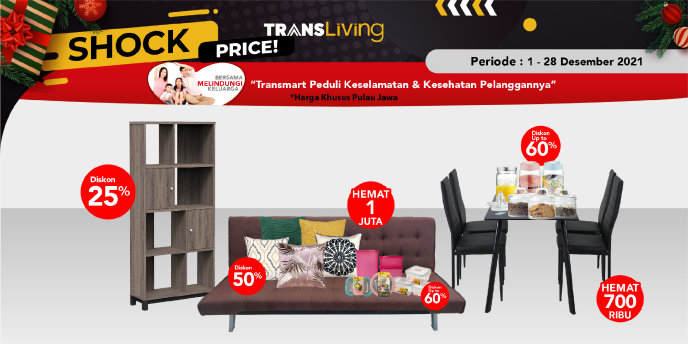 SHOCK
PRICE!
TRANSLiving
Periode : 1 - 28 Desember 2021
BERSAMA
MELINDUNGI
KELUARGA
"Transmart Peduli Keselamatan & Kesehatan Pelanggannya"
*Harga Khusus Pulau Jawa
Diskon
25%
HEMAT
1
JUTA
Diskon
Up to
60%
Diskon
50%
Diskon
Up to
60%
HEMAT
700
RIBU